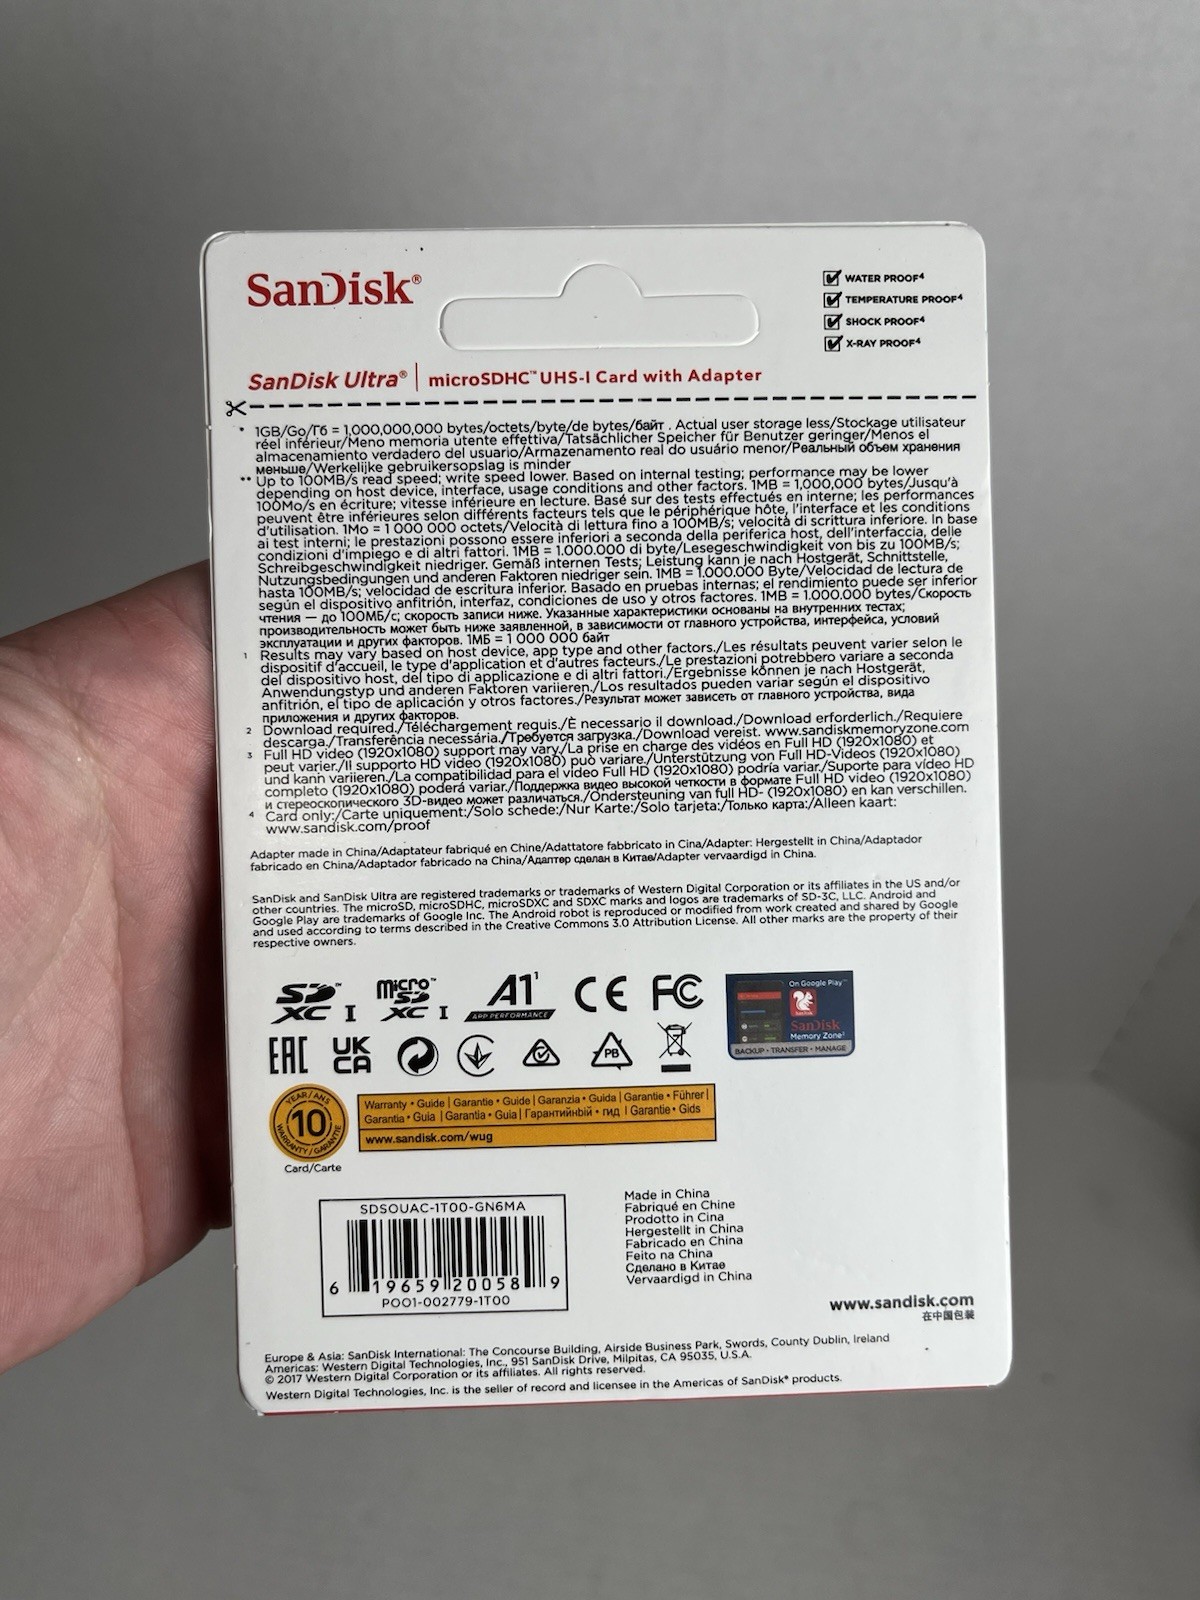 SanDisk®
WATER PROOF⁴
TEMPERATURE PROOF⁴
SHOCK PROOF⁴
X-RAY PROOF⁴
SanDisk Ultra® | microSDHC™ UHS-I Card with Adapter
* 1GB/Go/Гб = 1,000,000,000 bytes/octets/byte/de bytes/байт . Actual user storage less/Stockage utilisateur
réel inférieur/Meno memoria utente effettiva/Tatsächlicher Speicher für Benutzer geringer/Menos el
almacenamiento verdadero del usuario/Armazenamento real do usuário menor/Реальный объем хранения
меньше/Werkelijke gebruikersopslag is minder
** Up to 100MB/s read speed; write speed lower. Based on internal testing; performance may be lower
depending on host device, interface, usage conditions and other factors. 1MB = 1,000,000 bytes/Jusqu'à
100Mo/s en écriture; vitesse inférieure en lecture. Basé sur des tests effectués en interne; les performances
peuvent être inférieures selon différents facteurs tels que le périphérique hôte, l'interface et les conditions
d'utilisation. 1Mo = 1 000 000 octets/Velocità di lettura fino a 100MB/s; velocità di scrittura inferiore. In base
ai test interni; le prestazioni possono essere inferiori a seconda della periferica host, dell'interfaccia, delle
condizioni d'impiego e di altri fattori. 1MB = 1.000.000 di byte/Lesegeschwindigkeit von bis zu 100MB/s;
Schreibgeschwindigkeit niedriger. Gemäß internen Tests; Leistung kann je nach Hostgerät, Schnittstelle,
Nutzungsbedingungen und anderen Faktoren niedriger sein. 1MB = 1.000.000 Byte/Velocidad de lectura de
hasta 100MB/s; velocidad de escritura inferior. Basado en pruebas internas; el rendimiento puede ser inferior
según el dispositivo anfitrión, interfaz, condiciones de uso y otros factores. 1MB = 1.000.000 bytes/Скорость
чтения — до 100МБ/с; скорость записи ниже. Указанные характеристики основаны на внутренних тестах;
производительность может быть ниже заявленной, в зависимости от главного устройства, интерфейса, условий
эксплуатации и других факторов. 1МБ = 1 000 000 байт
1 Results may vary based on host device, app type and other factors./Les résultats peuvent varier selon le
dispositif d'accueil, le type d'application et d'autres facteurs./Le prestazioni potrebbero variare a seconda
del dispositivo host, del tipo di applicazione e di altri fattori./Ergebnisse können je nach Hostgerät,
Anwendungstyp und anderen Faktoren variieren./Los resultados pueden variar según el dispositivo
anfitrión, el tipo de aplicación y otros factores./Результат может зависеть от главного устройства, вида
приложения и других факторов.
2 Download required./Téléchargement requis./È necessario il download./Download erforderlich./Requiere
descarga./Transferência necessária./Требуется загрузка./Download vereist. www.sandiskmemoryzone.com
3 Full HD video (1920x1080) support may vary/La prise en charge des vidéos en Full HD (1920x1080) et
peut varier./Il supporto HD video (1920x1080) può variare./Unterstützung von Full HD-Videos (1920x1080)
und kann variieren./La compatibilidad para el video Full HD (1920x1080) podría variar./Suporte para vídeo HD
completo (1920x1080) poderá variar./Поддержка видео высокой четкости в формате Full HD video (1920x1080)
и стереоскопического 3D-видео может различаться./Ondersteuning van full HD- (1920x1080) en kan verschillen.
4 Card only:/Carte uniquement:/Solo schede:/Nur Karte:/Solo tarjeta:/Только карта:/Alleen kaart:
www.sandisk.com/proof
Adapter made in China/Adaptateur fabriqué en Chine/Adattatore fabbricato in Cina/Adapter: Hergestellt in China/Adaptador
fabricado en China/Adaptador fabricado na China/Адаптер сделан в Китае/Adapter vervaardigd in China.
SanDisk and SanDisk Ultra are registered trademarks or trademarks of Western Digital Corporation or its affiliates in the US and/or
other countries. The microSD, microSDHC, microSDXC and SDXC marks and logos are trademarks of SD-3C, LLC. Android and
Google Play are trademarks of Google Inc. The Android robot is reproduced or modified from work created and shared by Google
and used according to terms described in the Creative Commons 3.0 Attribution License. All other marks are the property of their
respective owners.
SD XC™ I micro SD XC™ I A1¹ APP PERFORMANCE CE FC
On Google Play™
SanDisk
SanDisk
Memory Zone²
BACKUP • TRANSFER • MANAGE
EAC UK CA PB
YEAR/ANS
10
WARRANTY/GARANTIE
Card/Carte
Warranty • Guide | Garantie • Guide | Garanzia • Guida | Garantie • Führer |
Garantia • Guia | Garantia • Guia | Гарантийнbiй • гид | Garantie • Gids
www.sandisk.com/wug
SDSQUAC-1T00-GN6MA
6 19659 20058 9
P001-002779-1T00
Made in China
Fabriqué en Chine
Prodotto in Cina
Hergestellt in China
Fabricado en China
Feito na China
Сделано в Китае
Vervaardigd in China
www.sandisk.com
在中国包装
Europe & Asia: SanDisk International: The Concourse Building, Airside Business Park, Swords, County Dublin, Ireland
Americas: Western Digital Technologies, Inc., 951 SanDisk Drive, Milpitas, CA 95035, U.S.A.
© 2017 Western Digital Corporation or its affiliates. All rights reserved.
Western Digital Technologies, Inc. is the seller of record and licensee in the Americas of SanDisk® products.